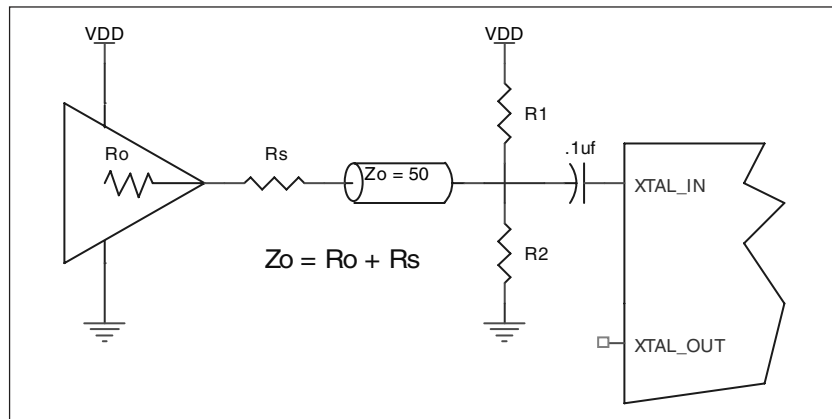 VDD
VDD
R1
Ro
Rs
.1uf
Zo = 50
XTAL_IN
Zo = Ro + Rs
R2
XTAL_OUT